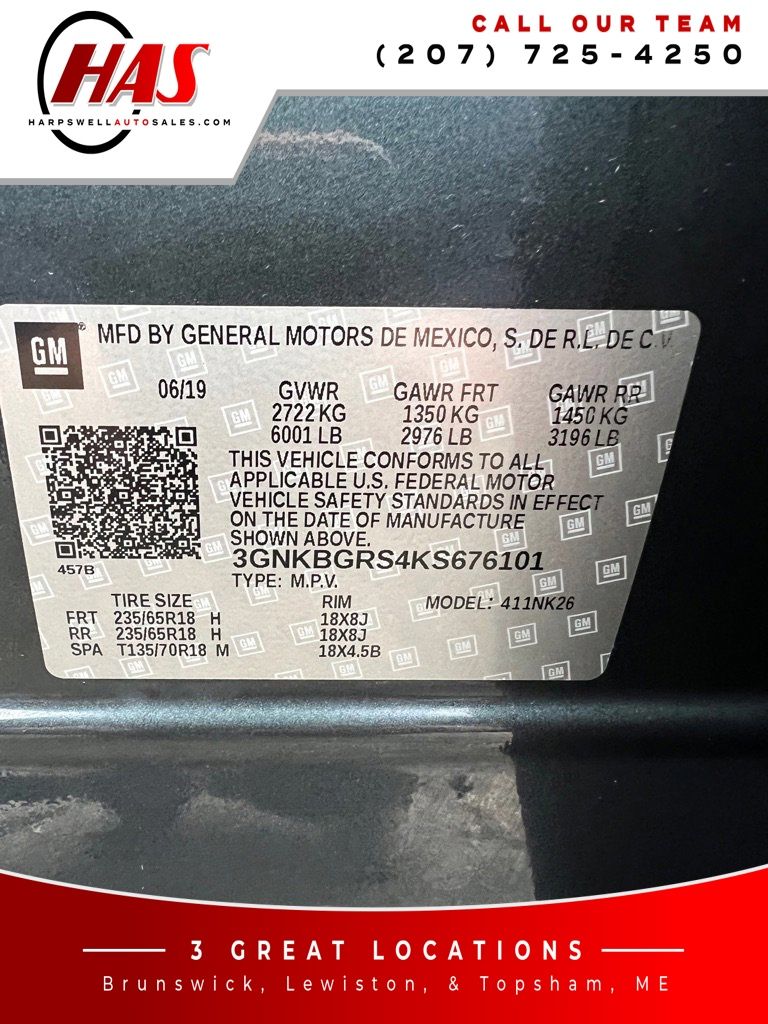 HAS
HARPSWELLAUTOSALES.COM
CALL OUR TEAM
(207) 725-4250
GM
MFD BY GENERAL MOTORS DE MEXICO, S. DE R.L. DE C.V.
06/19 GVWR GAWR FRT GAWR RR
2722 KG 1350 KG 1450 KG
6001 LB 2976 LB 3196 LB
THIS VEHICLE CONFORMS TO ALL
APPLICABLE U.S. FEDERAL MOTOR
VEHICLE SAFETY STANDARDS IN EFFECT
ON THE DATE OF MANUFACTURE
SHOWN ABOVE.
457B
3GNKBGRS4KS676101
TYPE: M.P.V.
TIRE SIZE RIM MODEL: 411NK26
FRT 235/65R18 H 18X8J
RR 235/65R18 H 18X8J
SPA T135/70R18 M 18X4.5B
3 GREAT LOCATIONS
Brunswick, Lewiston, & Topsham, ME